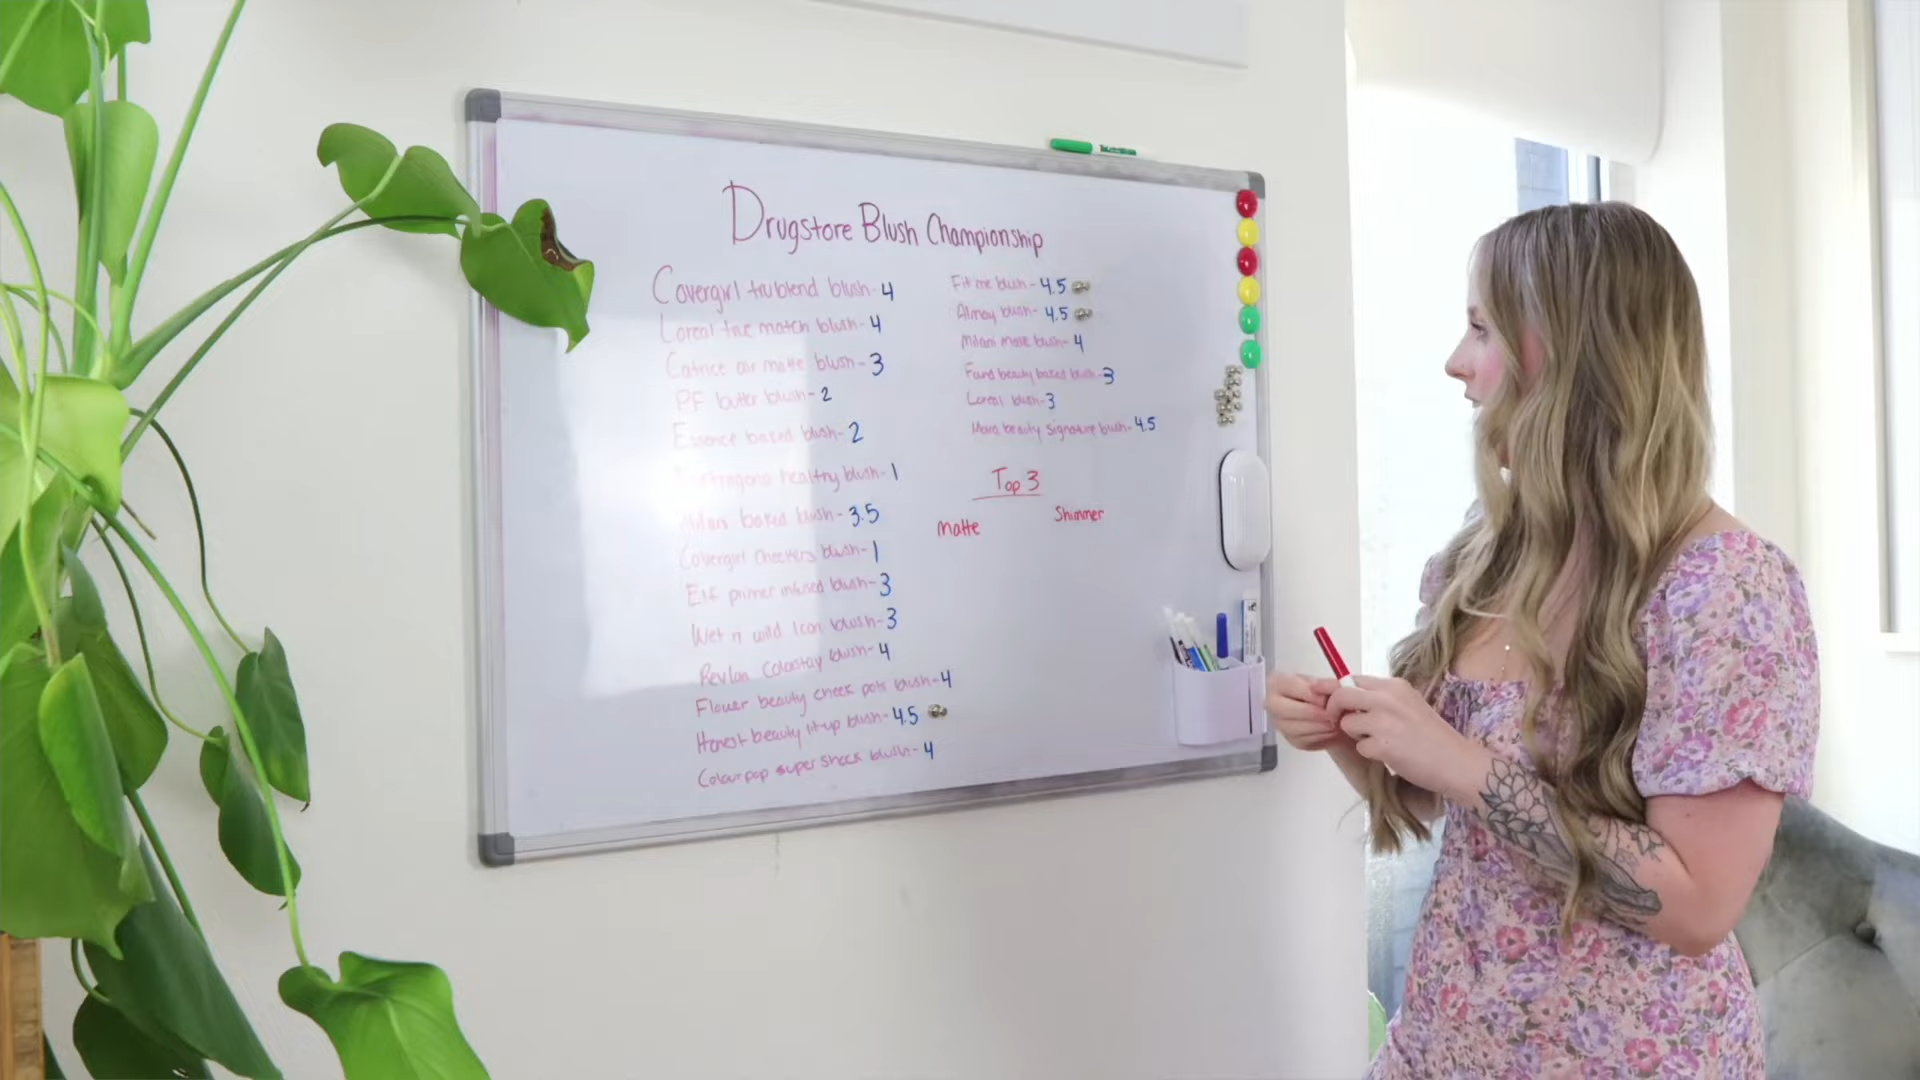 Drugstore Blush Championship
Covergirl trublend blush-4
Loreal true match blush-4
Catrice air matte blush-3
PF butter blush-2
Essence baked blush-2
healthy blush-1
Milani baked blush-3.5
Covergirl cheekers blush-1
Elf primer infused blush-3
Wet n wild Icon blush-3
Revlon Colorstay blush-4
Flower beauty cheek pots blush-4
Honest beauty lit-up blush-4.5
Colourpop super shock blush-4
Fit me blush-4.5
Almay blush-4.5
Milani blush-4
beauty baked blush-3
Loreal blush-3
beauty signature blush-4.5
Top 3
Matte
Shimmer